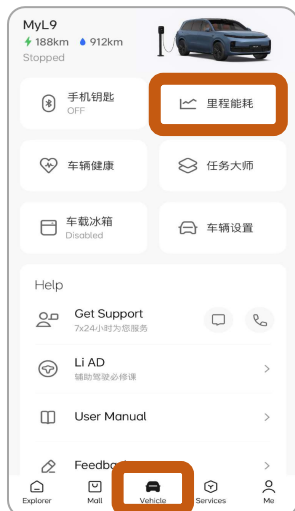 MyL9
188km 912km
Stopped
手机钥匙
OFF
里程能耗
车辆健康
任务大师
车载冰箱
Disabled
车辆设置
Help
Get Support
7x24小时为您服务
Li AD
辅助驾驶必修课
User Manual
Explorer Mall Vehicle Services Me